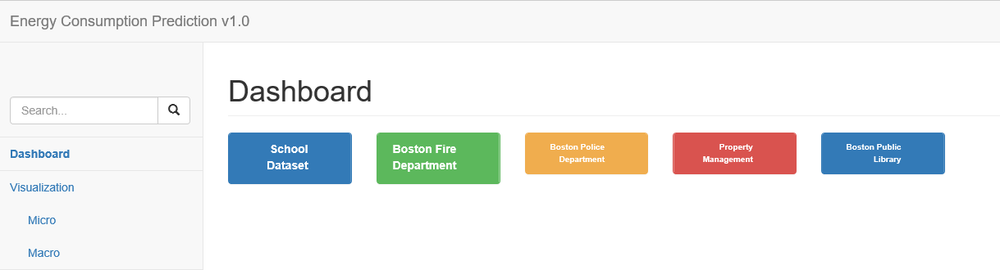 Energy Consumption Prediction v1.0
Search...
Dashboard
Visualization
Micro
Macro
Dashboard
School
Dataset
Boston Fire
Department
Boston Police
Department
Property
Management
Boston Public
Library